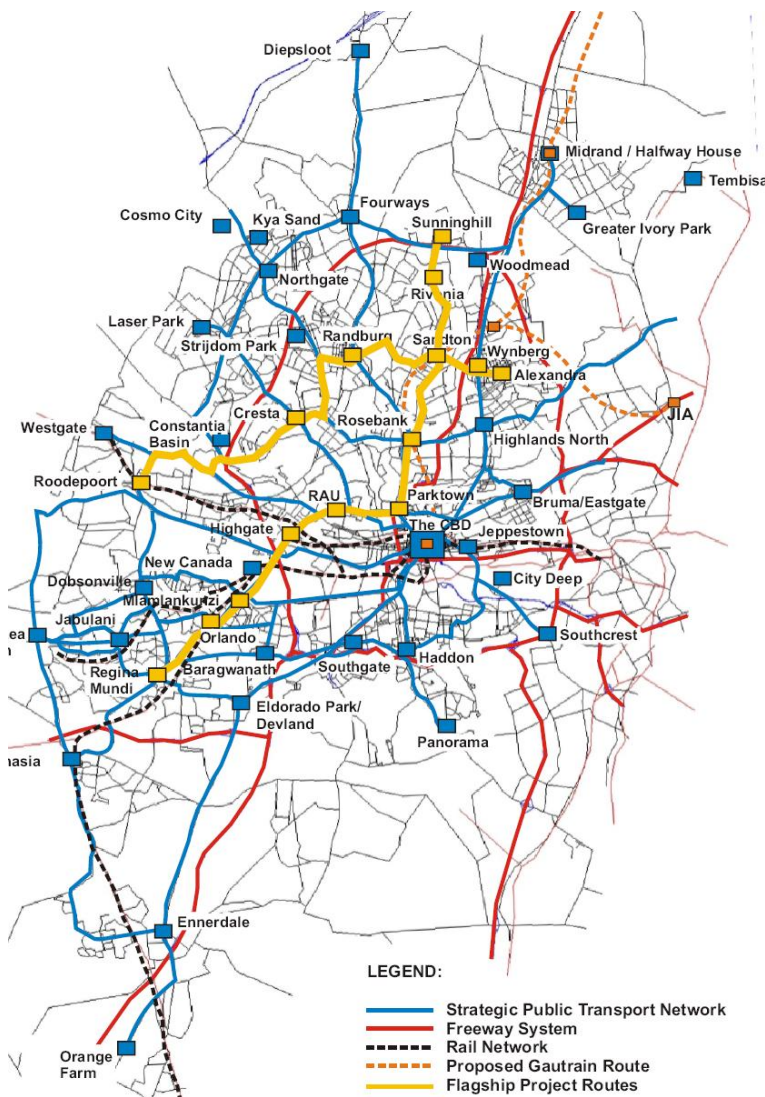 Diepsloot
Midrand / Halfway House
Tembisa
Fourways
Cosmo City
Kya Sand
Sunninghill
Greater Ivory Park
Woodmead
Northgate
Rivonia
Laser Park
Randburg
Sandton
Strijdom Park
Wynberg
Alexandra
JIA
Cresta
Rosebank
Westgate
Constantia
Basin
Highlands North
Roodepoort
RAU
Parktown
Bruma/Eastgate
Highgate
The CBD
Jeppestown
New Canada
Dobsonville
City Deep
Mlamlankunzi
Jabulani
Orlando
Southcrest
Regina
Mundi
Baragwanath
Southgate
Haddon
Eldorado Park/
Devland
Panorama
nasia
Ennerdale
Orange
Farm
LEGEND:
Strategic Public Transport Network
Freeway System
Rail Network
Proposed Gautrain Route
Flagship Project Routes